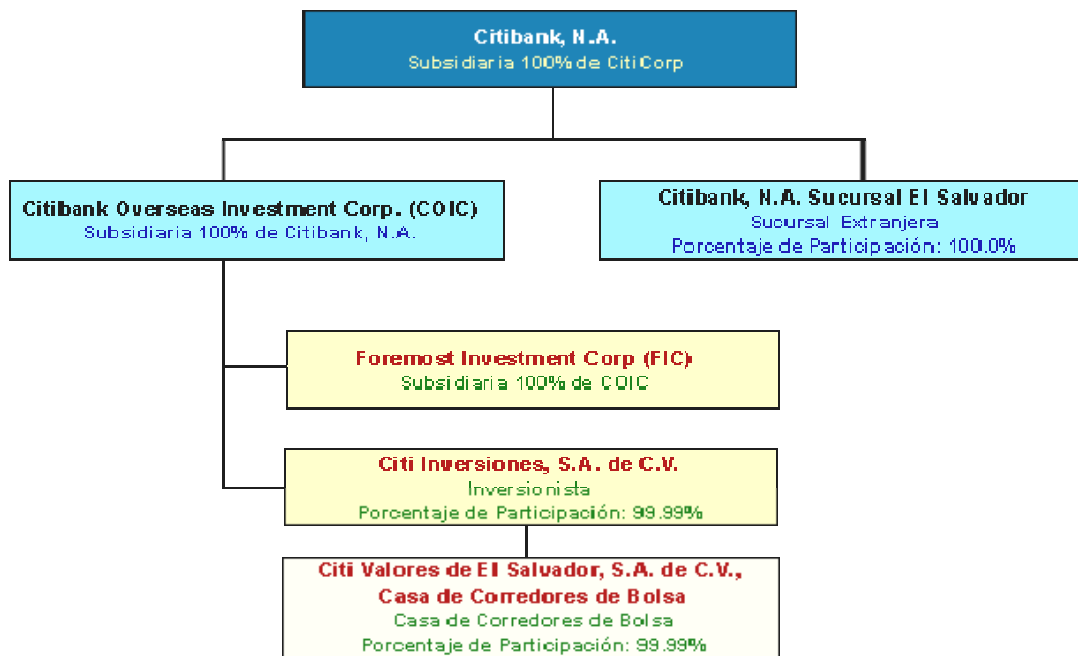 Citibank, N.A.
Subsidiaria 100% de CitiCorp
Citibank Overseas Investment Corp. (COIC)
Subsidiaria 100% de Citibank, N.A.
Citibank, N.A. Sucursal El Salvador
Sucursal Extranjera
Porcentaje de Participación: 100.0%
Foremost Investment Corp (FIC)
Subsidiaria 100% de COIC
Citi Inversiones, S.A. de C.V.
Inversionista
Porcentaje de Participación: 99.99%
Citi Valores de El Salvador, S.A. de C.V.,
Casa de Corredores de Bolsa
Casa de Corredores de Bolsa
Porcentaje de Participación: 99.99%